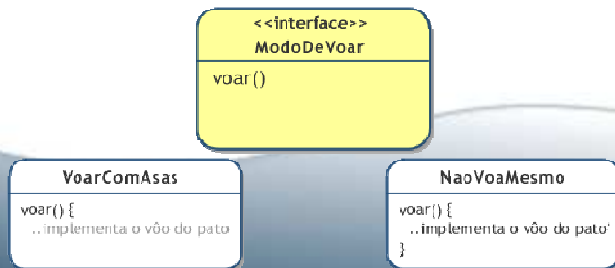 <<interface>>
ModoDeVoar
voar()
VoarComAsas
voar() {
..implementa o vôo do pato
NaoVoaMesmo
voar() {
..implementa o vôo do pato'
}